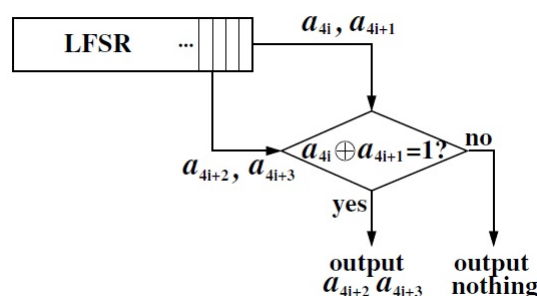 a₄ᵢ , a₄ᵢ₊₁
LFSR ...
a₄ᵢ⊕a₄ᵢ₊₁=1?
no
a₄ᵢ₊₂, a₄ᵢ₊₃
yes
output
a₄ᵢ₊₂ a₄ᵢ₊₃
output
nothing